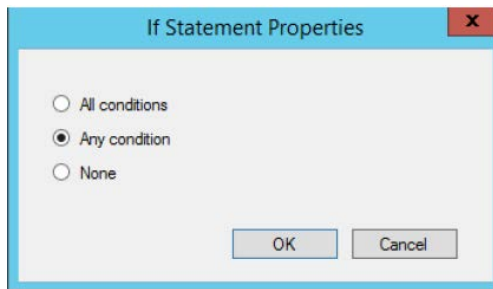 If Statement Properties
x
All conditions
Any condition
None
OK Cancel